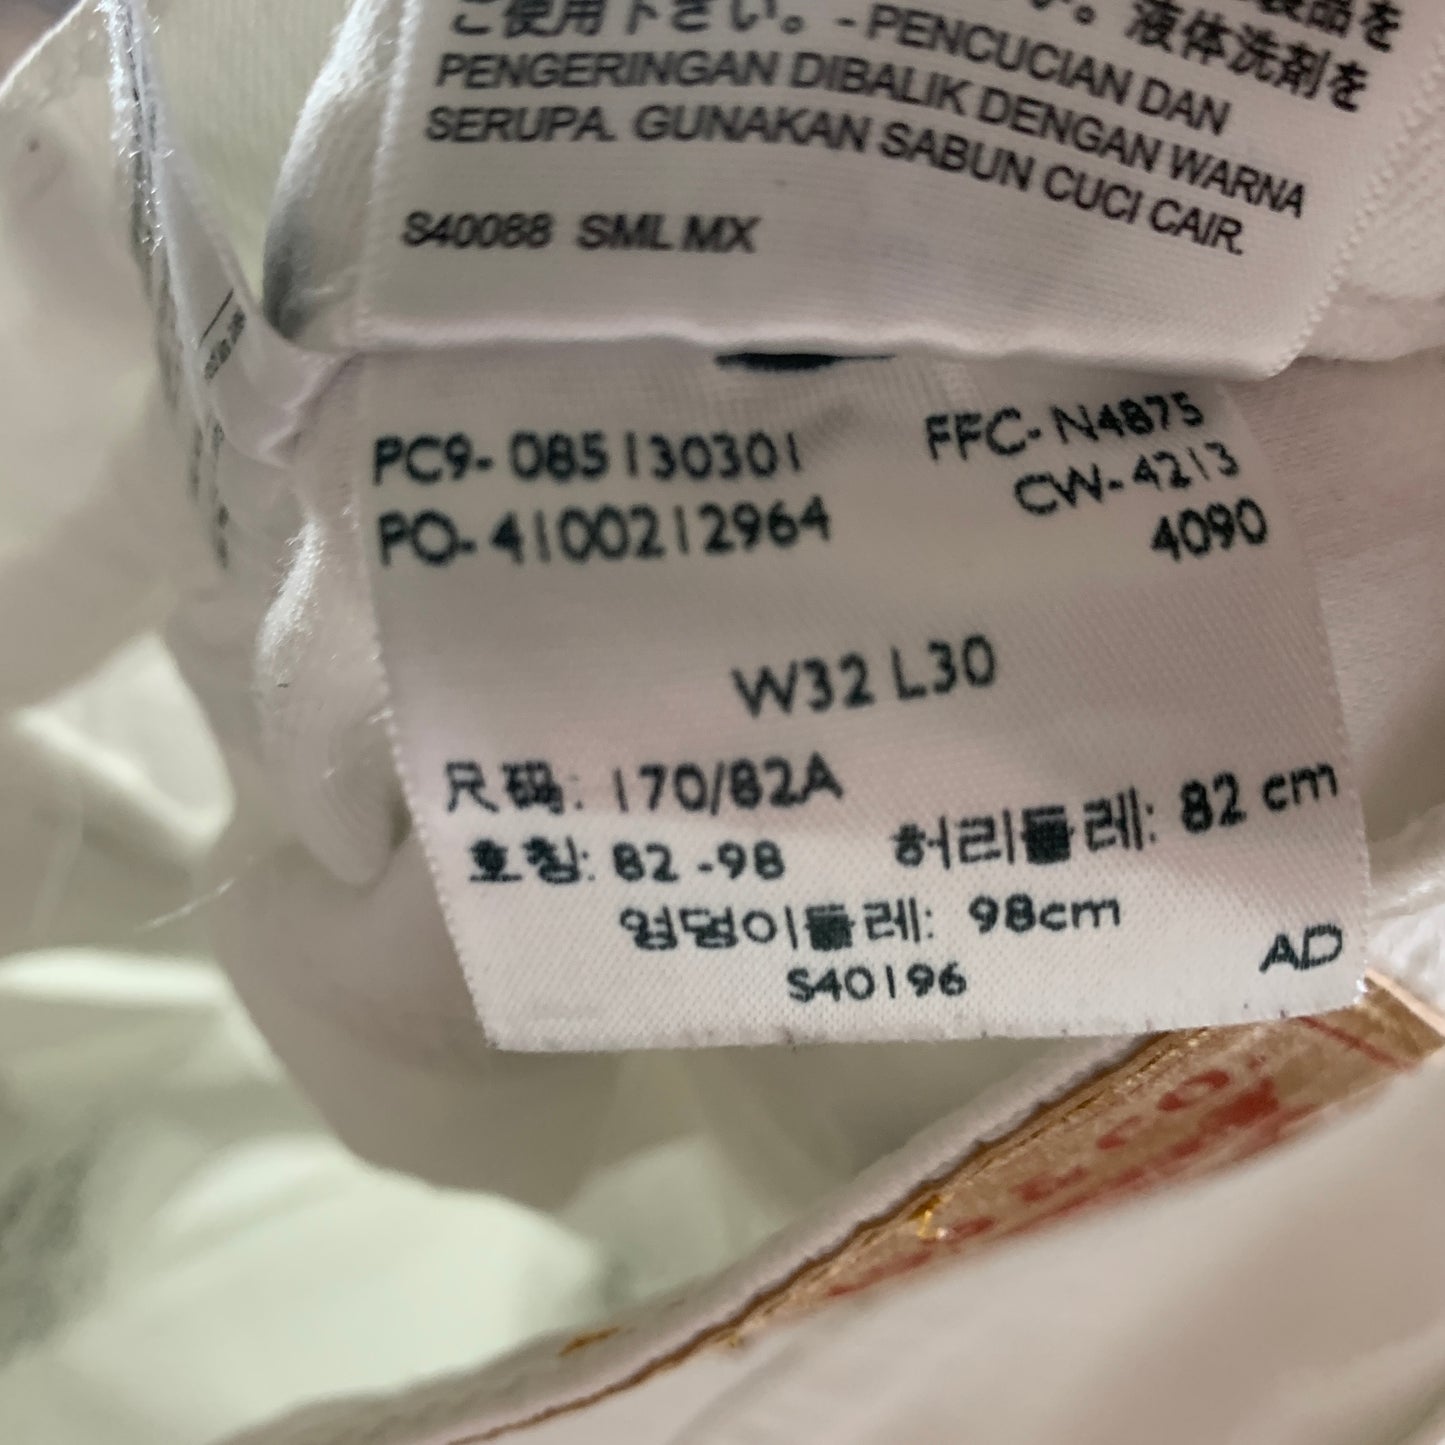 製品を
ご使用下さい。 - PENCUCIAN DAN 液体洗剤を
PENGERINGAN DIBALIK DENGAN WARNA
SERUPA. GUNAKAN SABUN CUCI CAIR.
S40088 SML MX
PC9- 085130301 FFC- N4875
PO- 4100212964 CW- 4213
4090
W32 L30
尺码: 170/82A
호칭: 82 -98 허리둘레: 82 cm
엉덩이둘레: 98cm
S40196 AD